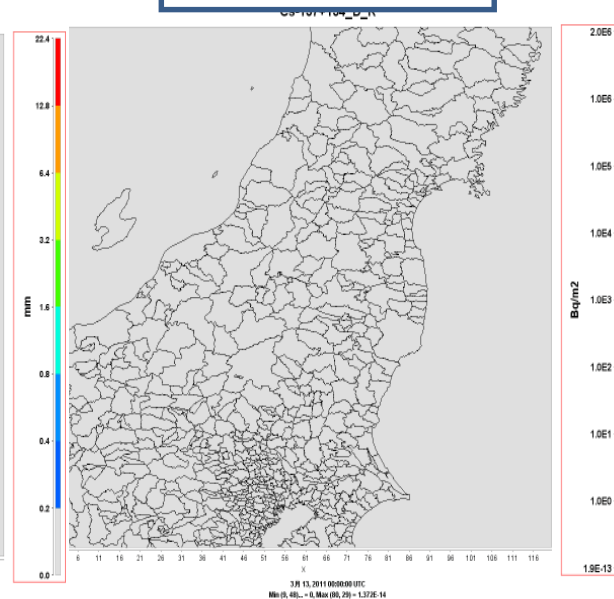 Cs-137+134_D_R
22.4
12.8
6.4
3.2
1.6
0.8
0.4
0.2
0.0
mm
2.0E6
1.0E6
1.0E5
1.0E4
1.0E3
1.0E2
1.0E1
1.0E0
1.9E-13
Bq/m2
6 11 16 21 26 31 36 41 46 51 56 61 66 71 76 81 86 91 96 101 106 111 116
X
3月 13, 2011 00:00:00 UTC
Min (9, 48)... = 0, Max (80, 29) = 1.372E-14